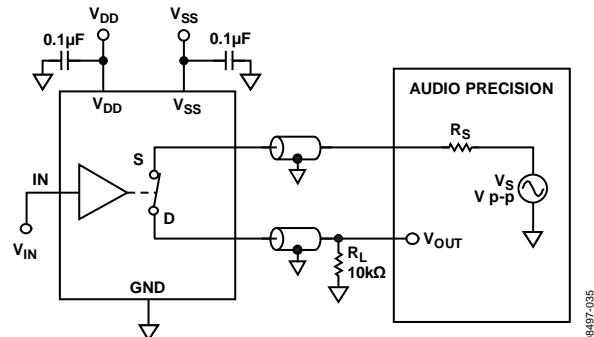 VDD
VSS
0.1µF
0.1µF
VDD
VSS
AUDIO PRECISION
RS
VS
V p-p
S
IN
D
VIN
VOUT
RL
10kΩ
GND
08497-035